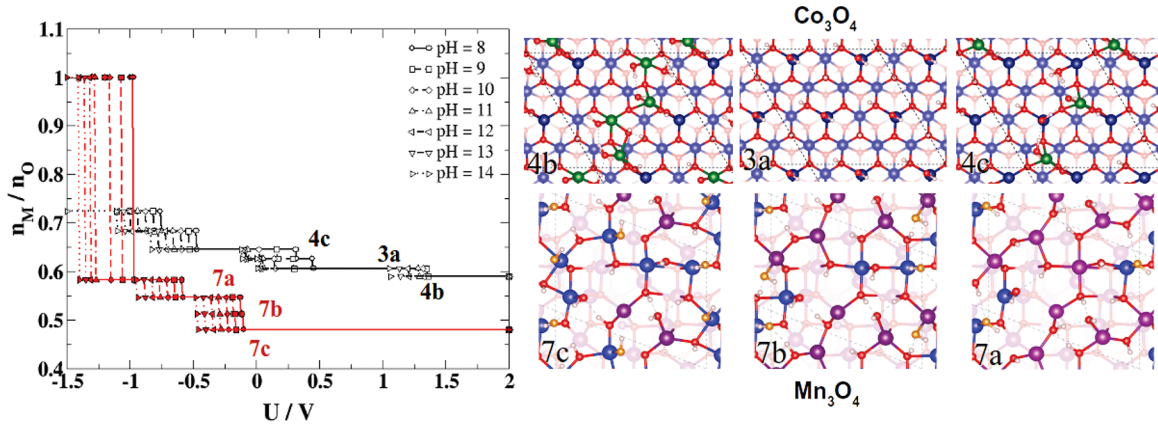 n_M / n_O
1.1
1
0.9
0.8
0.7
0.6
0.5
0.4
-1.5
-1
-0.5
0
0.5
1
1.5
2
U / V
pH = 8
pH = 9
pH = 10
pH = 11
pH = 12
pH = 13
pH = 14
4c
3a
4b
7a
7b
7c
Co3O4
4b
3a
4c
7c
7b
7a
Mn3O4